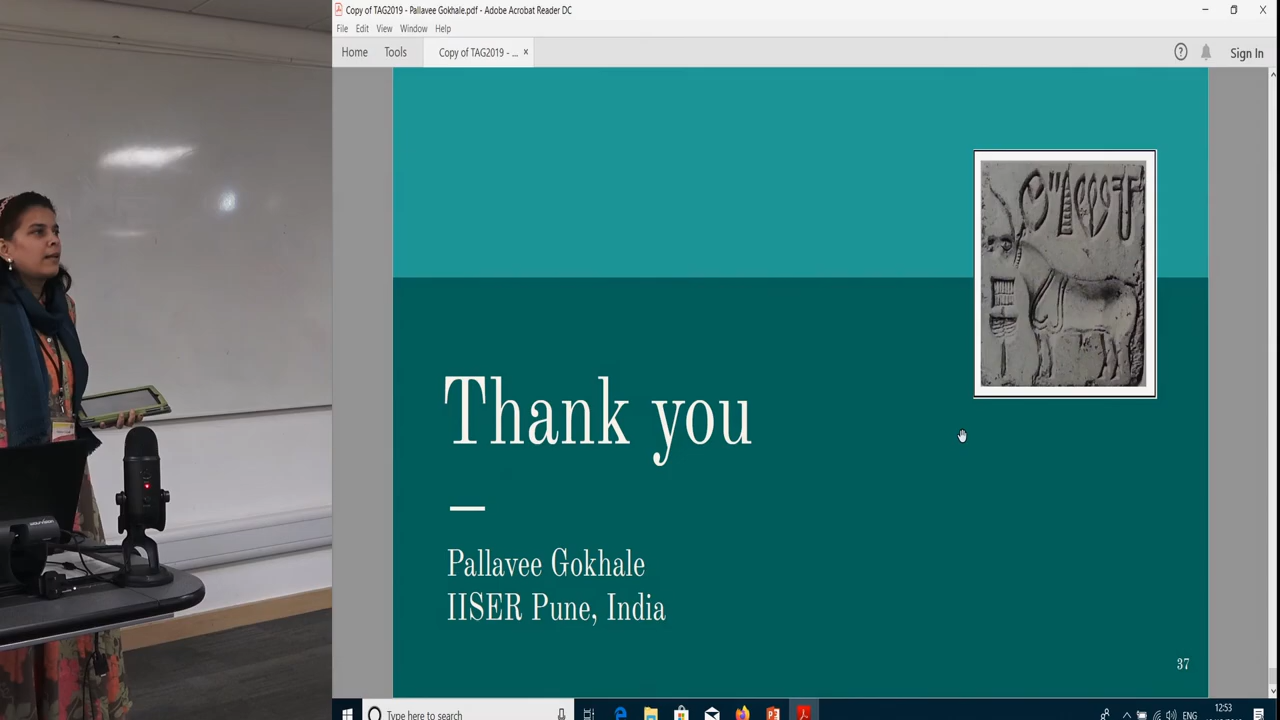 Copy of TAG2019 - Pallavee Gokhale.pdf - Adobe Acrobat Reader DC
File Edit View Window Help
Home Tools Copy of TAG2019 - ... × Sign In
Thank you
Pallavee Gokhale
IISER Pune, India
37
Type here to search
ENG 12:53